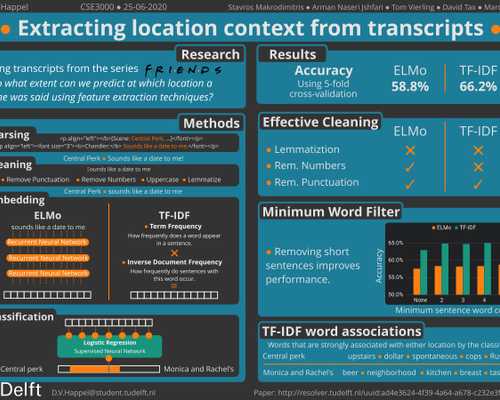 Happel CSE3000 • 25-06-2020 Stavros Makrodimitris • Arman Naseri Jahfari • Tom Viering • David Tax • Marco
• Extracting location context from transcripts •
Research
ng transcripts from the series FRIENDS
o what extent can we predict at which location a
ne was said using feature extraction techniques?
Methods
arsing
<p align="left"><b>[Scene: Central Perk, ...]</font><b>
<p align="left"><font size="3"><b>Chandler:</b> Sounds like a date to me.</font><b>
Central Perk • Sounds like a date to me!
eaning
Sounds like a date to me
• Remove Punctuation • Remove Numbers • Uppercase • Lemmatize
Central Perk • sounds like a date to me
mbedding
ELMo
sounds like a date to me
Recurrent Neural Network
Recurrent Neural Network
Recurrent Neural Network
TF-IDF
• Term Frequency
How frequently does a word appear
in a sentence.
×
• Inverse Document Frequency
How frequently do sentences with
this word occur.
=
assification
Logistic Regression
Supervised Neural Network
Central perk
Monica and Rachel's
Results
Accuracy
Using 5-fold
cross-validation
ELMo
58.8%
TF-IDF
66.2%
Effective Cleaning
ELMo TF-IDF
• Lemmatization × ×
• Rem. Numbers ✓ ×
• Rem. Punctuation ✓ ✓
Minimum Word Filter
• Removing short
sentences improves
performance.
ELMo TF-IDF
Accuracy
65.0%
60.0%
55.0%
50.0%
None 2 3 4
Minimum sentence word co
TF-IDF word associations
Words that are strongly associated with either location by the classi
Central perk upstairs • dollar • spontaneous • cops •
Monica and Rachel's beer • neighborhood • kitchen • breast •
Delft
D.V.Happel@student.tudelft.nl
Paper: http://resolver.tudelft.nl/uuid:ad4e3624-4f39-4a64-a678-c232e3